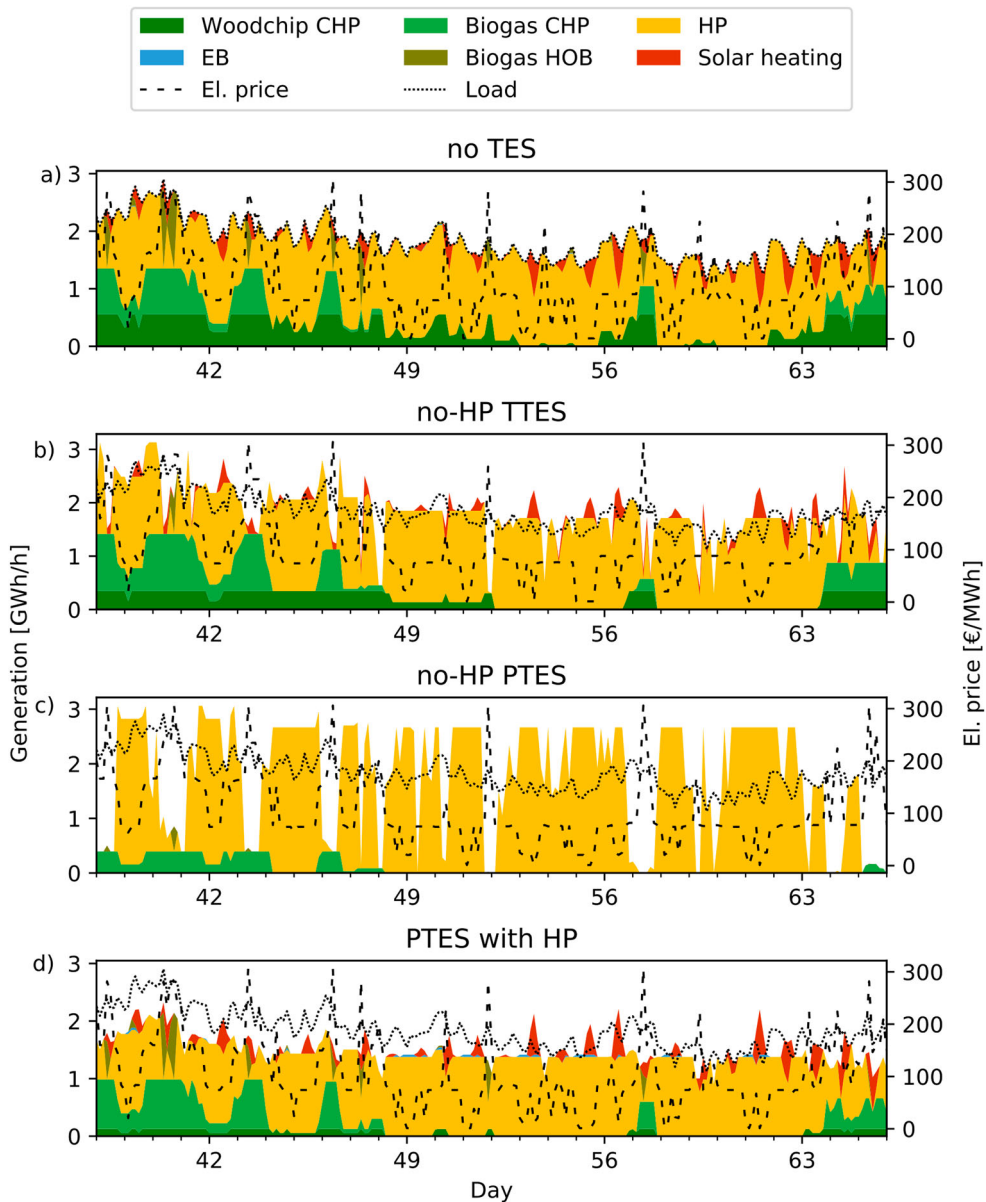 Woodchip CHP Biogas CHP HP
EB Biogas HOB Solar heating
El. price Load
no TES
a) 3 2 1 0
300 200 100 0
42 49 56 63
no-HP TTES
b) 3 2 1 0
300 200 100 0
42 49 56 63
Generation [GWh/h]
El. price [€/MWh]
no-HP PTES
c) 3 2 1 0
300 200 100 0
42 49 56 63
PTES with HP
d) 3 2 1 0
300 200 100 0
42 49 56 63
Day